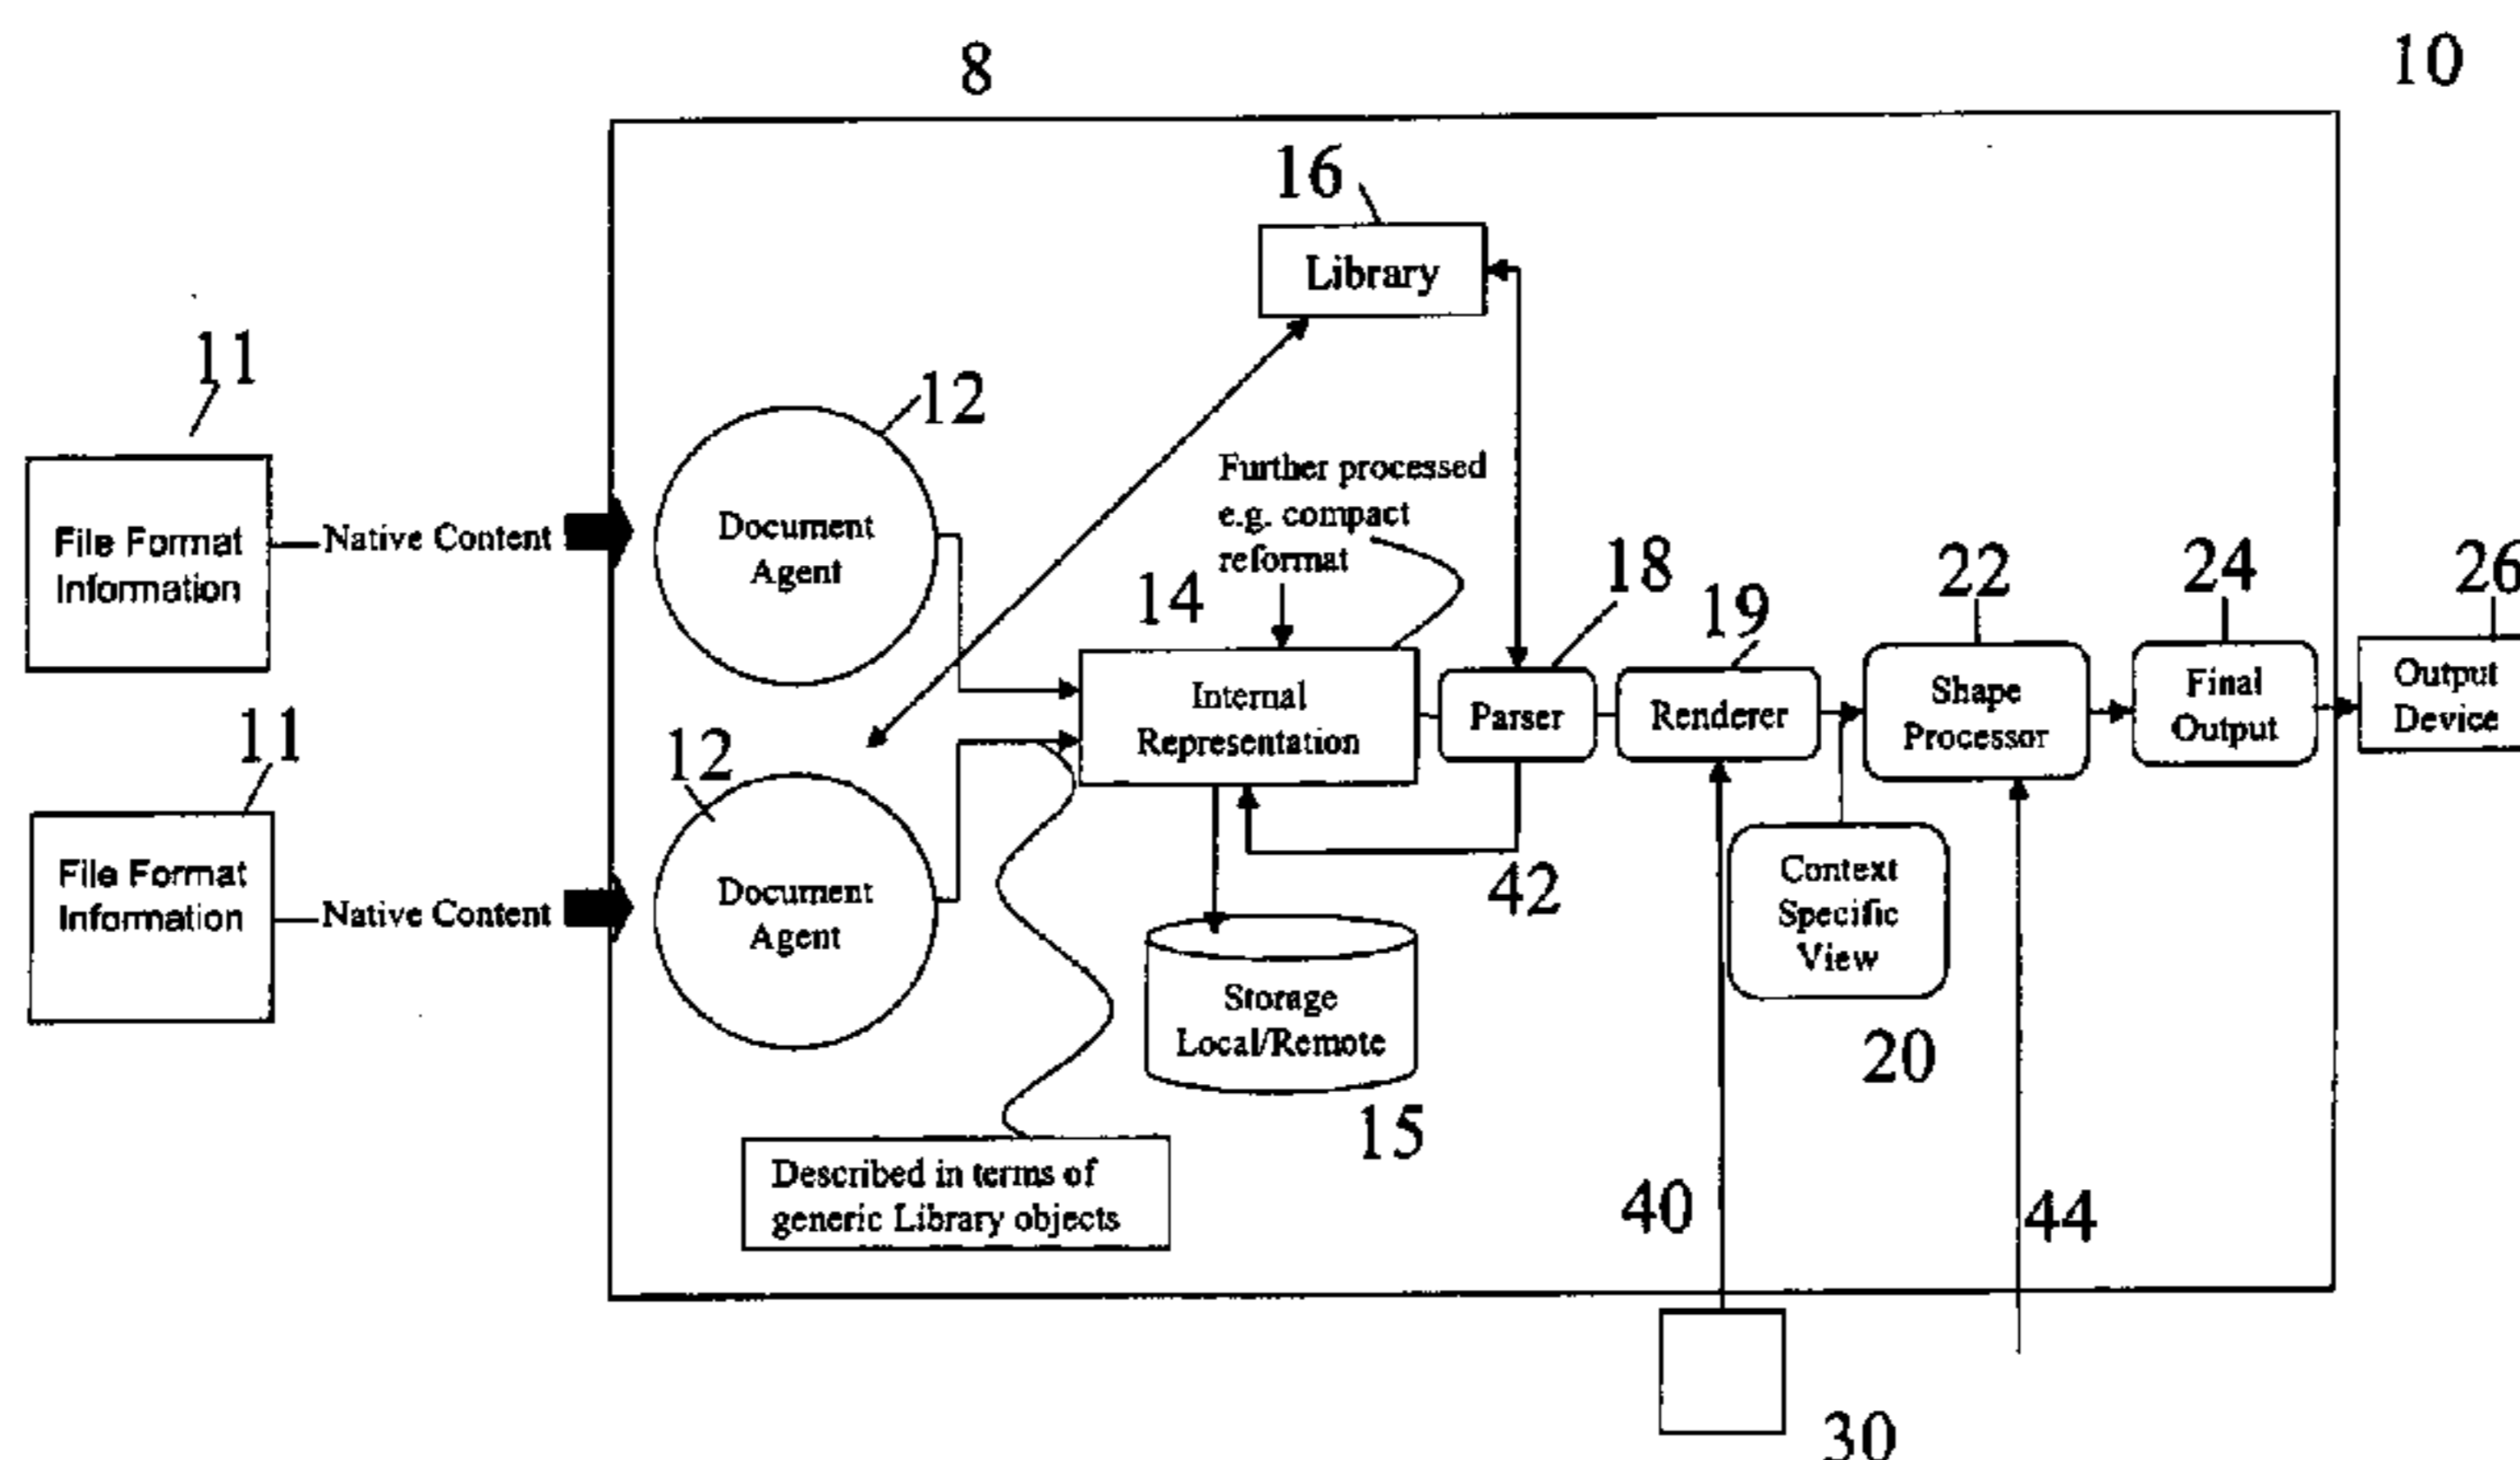 8
10
16
Library
11
12
File Format
Information
Native Content
Document
Agent
Further processed
e.g. compact
reformat
14
18
19
22
24
26
Internal
Representation
Parser
Renderer
Shape
Processor
Final
Output
Output
Device
11
12
File Format
Information
Native Content
Document
Agent
42
Context
Specific
View
20
Storage
Local/Remote
15
Described in terms of
generic Library objects
40
44
30